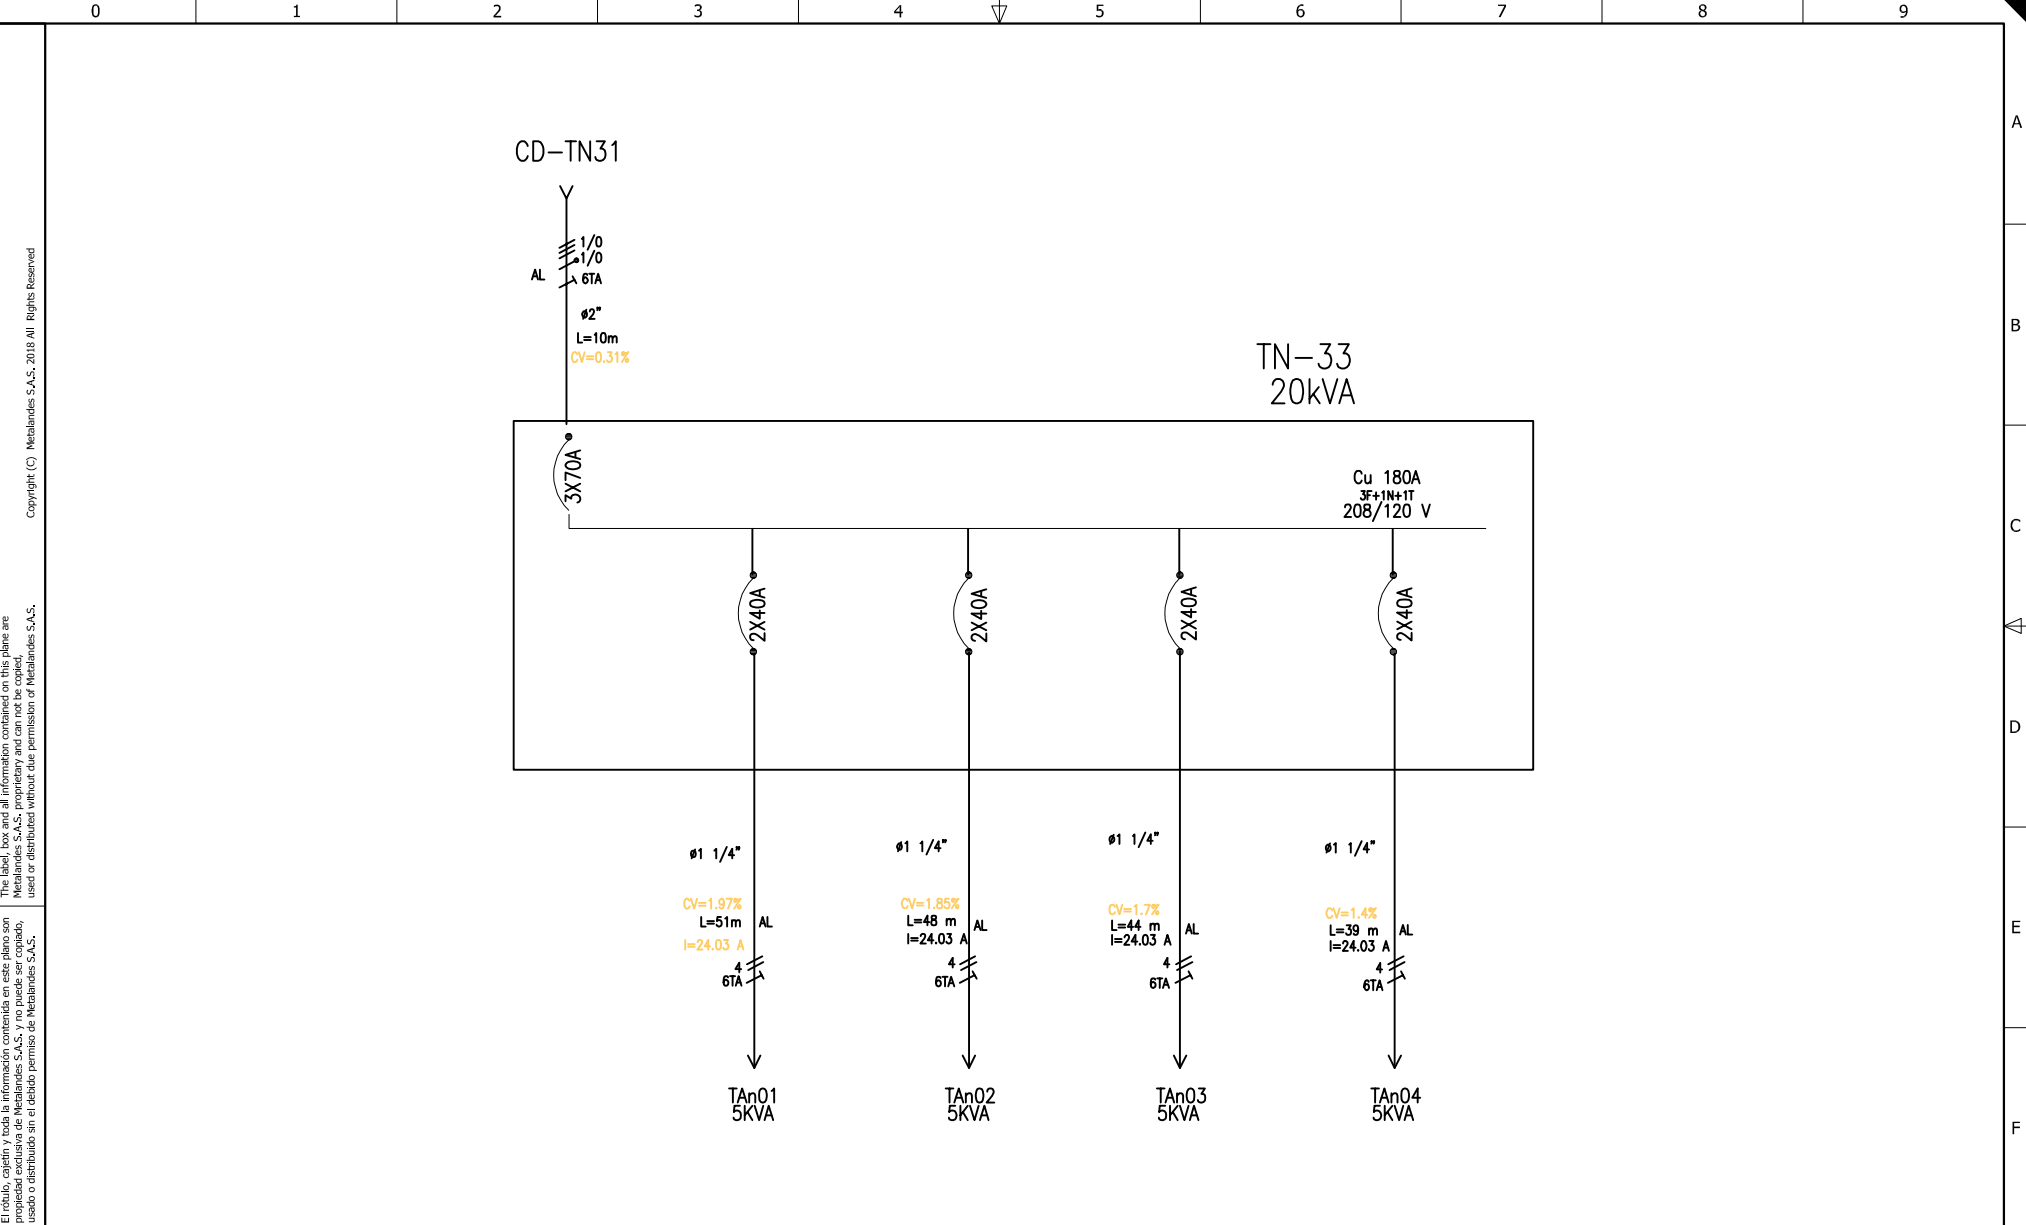 0 1 2 3 4 5 6 7 8 9
A
B
C
D
E
F
Copyright (C) Metalandes S.A.S. 2018 All Rights Reserved
The label, box and all information contained on this plane are
Metalandes S.A.S. proprietary and can not be copied,
used or distributed without due permission of Metalandes S.A.S.
El rótulo, cajetín y toda la información contenida en este plano son
propiedad exclusiva de Metalandes S.A.S. y no puede ser copiado,
usado o distribuido sin el debido permiso de Metalandes S.A.S.
CD-TN31
1/0
1/0
AL 6TA
ø2"
L=10m
CV=0.31%
TN-33
20kVA
3X70A
Cu 180A
3F+1N+1T
208/120 V
2X40A
2X40A
2X40A
2X40A
ø1 1/4"
CV=1.97%
L=51m AL
I=24.03 A
4
6TA
TAn01
5KVA
ø1 1/4"
CV=1.85%
L=48 m AL
I=24.03 A
4
6TA
TAn02
5KVA
ø1 1/4"
CV=1.7%
L=44 m AL
I=24.03 A
4
6TA
TAn03
5KVA
ø1 1/4"
CV=1.4%
L=39 m AL
I=24.03 A
4
6TA
TAn04
5KVA